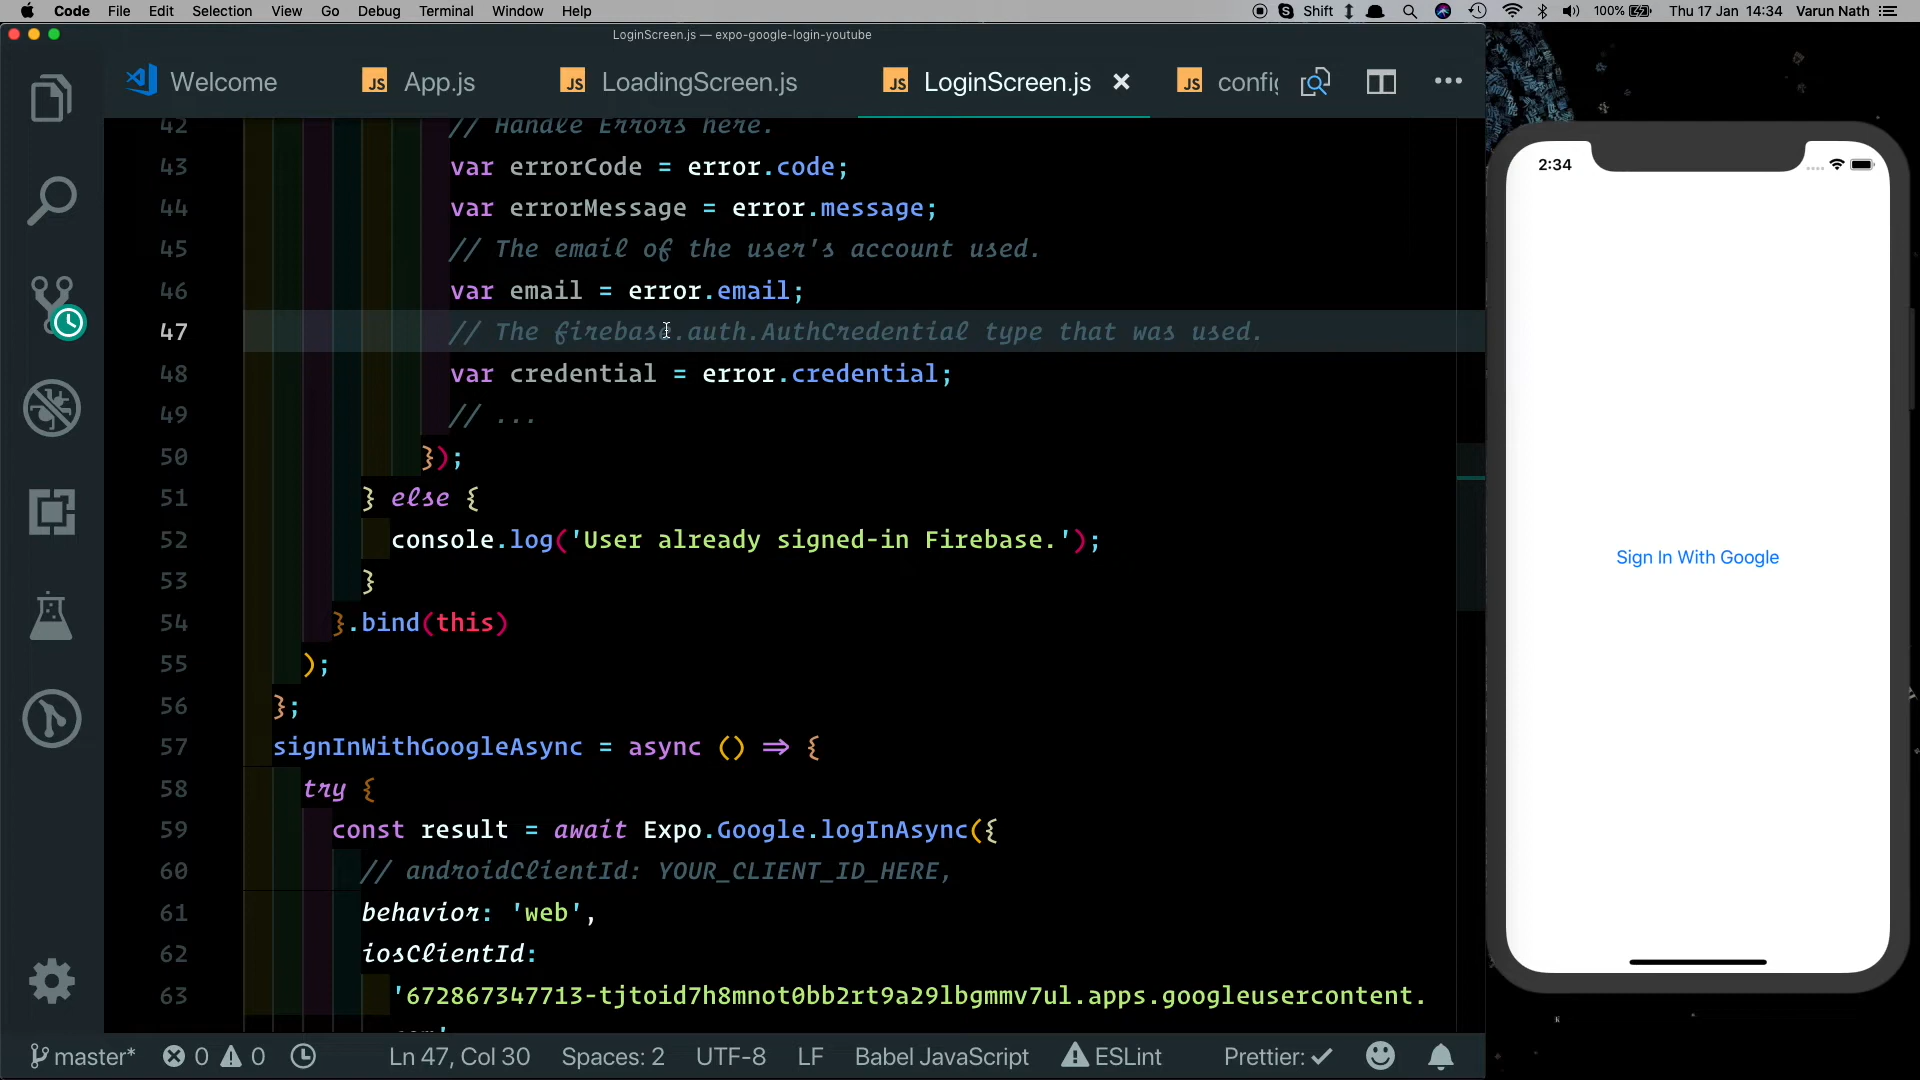 Code File Edit Selection View Go Debug Terminal Window Help Shift 100% Thu 17 Jan 14:34 Varun Nath
LoginScreen.js — expo-google-login-youtube
Welcome JS App.js JS LoadingScreen.js JS LoginScreen.js × JS config
42 // Handle Errors here.
43 var errorCode = error.code;
44 var errorMessage = error.message;
45 // The email of the user's account used.
46 var email = error.email;
47 // The firebase.auth.AuthCredential type that was used.
48 var credential = error.credential;
49 // ...
50 });
51 } else {
52 console.log('User already signed-in Firebase.');
53 }
54 }.bind(this)
55 );
56 };
57 signInWithGoogleAsync = async () => {
58 try {
59 const result = await Expo.Google.logInAsync({
60 // androidClientId: YOUR_CLIENT_ID_HERE,
61 behavior: 'web',
62 iosClientId:
63 '672867347713-tjtoid7h8mnot0bb2rt9a29lbgmmv7ul.apps.googleusercontent.
master* 0 0 Ln 47, Col 30 Spaces: 2 UTF-8 LF Babel JavaScript ESLint Prettier: ✓
2:34
Sign In With Google